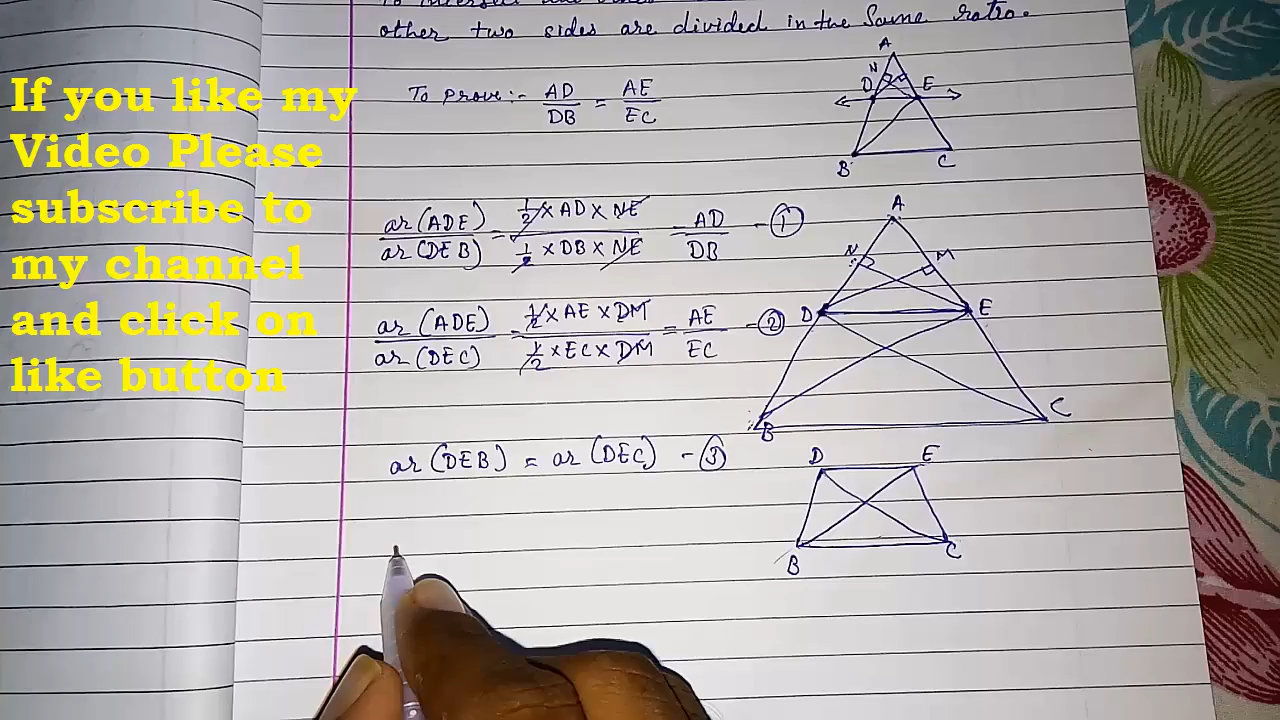 other two sides are divided in the same ratio.
If you like my
Video Please
subscribe to
my channel
and click on
like button
To prove:- AD/DB = AE/EC
A
N
D
E
B
C
ar(ADE)/ar(DEB) = 1/2 × AD × NE / 1/2 × DB × NE = AD/DB - ①
ar(ADE)/ar(DEC) = 1/2 × AE × DM / 1/2 × EC × DM = AE/EC - ②
A
N
M
D
E
B
C
ar(DEB) = ar(DEC) - ③
D
E
B
C